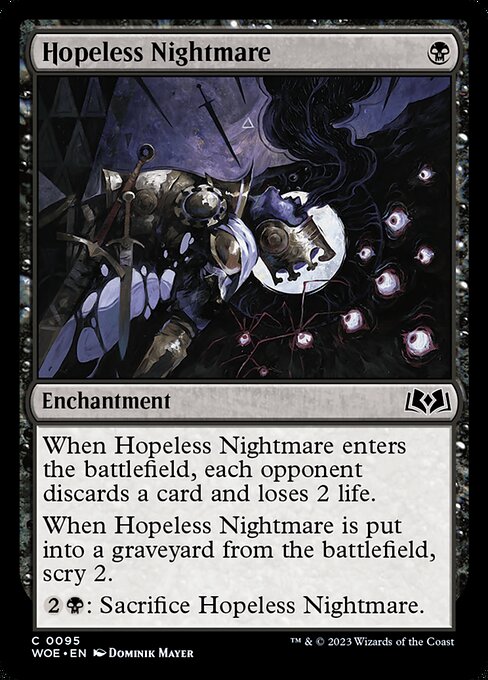 Hopeless Nightmare
Enchantment
When Hopeless Nightmare enters
the battlefield, each opponent
discards a card and loses 2 life.
When Hopeless Nightmare is put
into a graveyard from the battlefield,
scry 2.
2: Sacrifice Hopeless Nightmare.
C 0095
WOE • EN DOMINIK MAYER
™ & © 2023 Wizards of the Coast